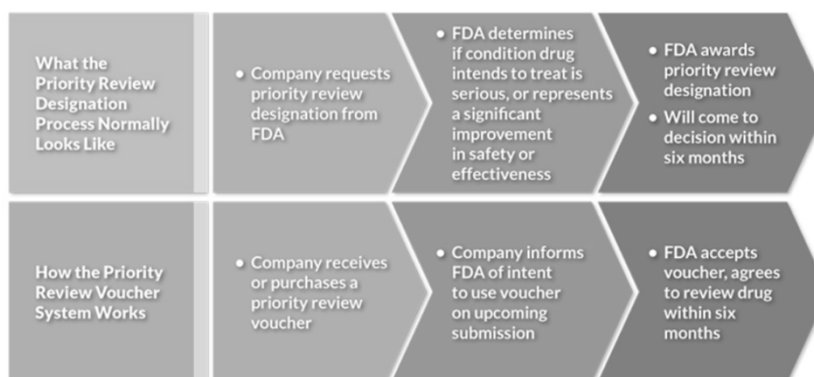 What the
Priority Review
Designation
Process Normally
Looks Like
• Company requests
priority review
designation from
FDA
• FDA determines
if condition drug
intends to treat is
serious, or represents
a significant
improvement
in safety or
effectiveness
• FDA awards
priority review
designation
• Will come to
decision within
six months
How the Priority
Review Voucher
System Works
• Company receives
or purchases a
priority review
voucher
• Company informs
FDA of intent
to use voucher
on upcoming
submission
• FDA accepts
voucher, agrees
to review drug
within six
months